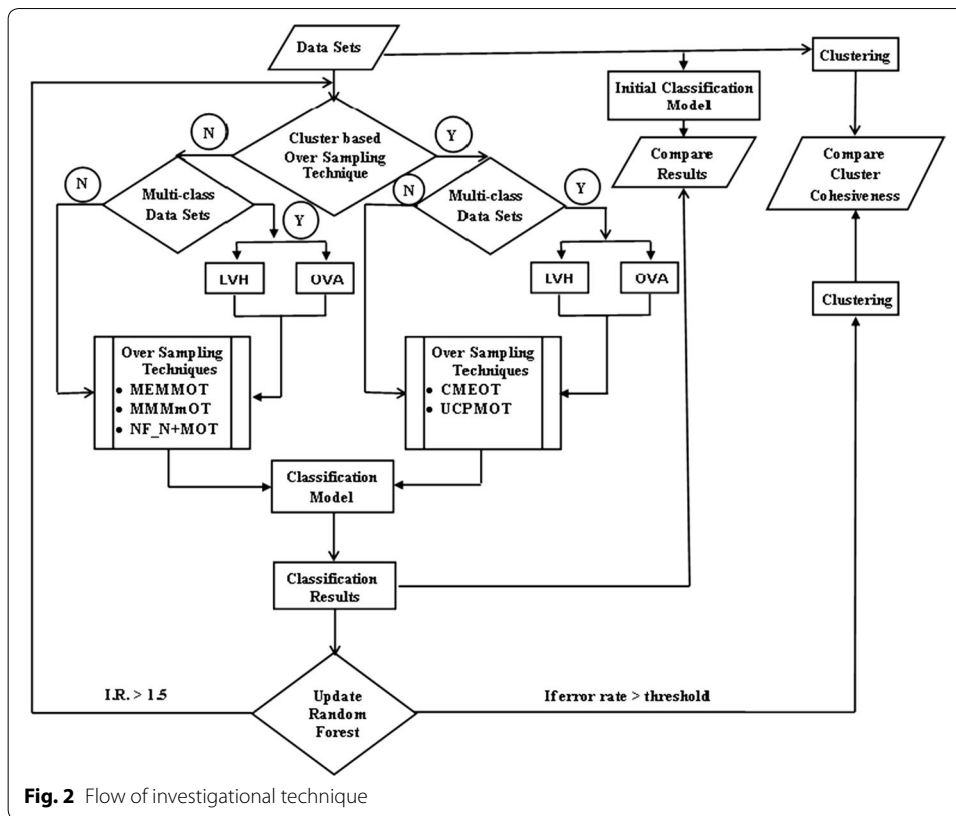 Data Sets
Clustering
Initial Classification
Model
N
Y
Cluster based
Over Sampling
Technique
Compare
Results
Compare
Cluster
Cohesiveness
N
Multi-class
Data Sets
Y
N
Multi-class
Data Sets
Y
LVH
OVA
LVH
OVA
Clustering
Over Sampling
Techniques
• MEMMOT
• MMMmOT
• NF_N+MOT
Over Sampling
Techniques
• CMEOT
• UCPMOT
Classification
Model
Classification
Results
I.R. > 1.5
Update
Random
Forest
If error rate > threshold
Fig. 2 Flow of investigational technique